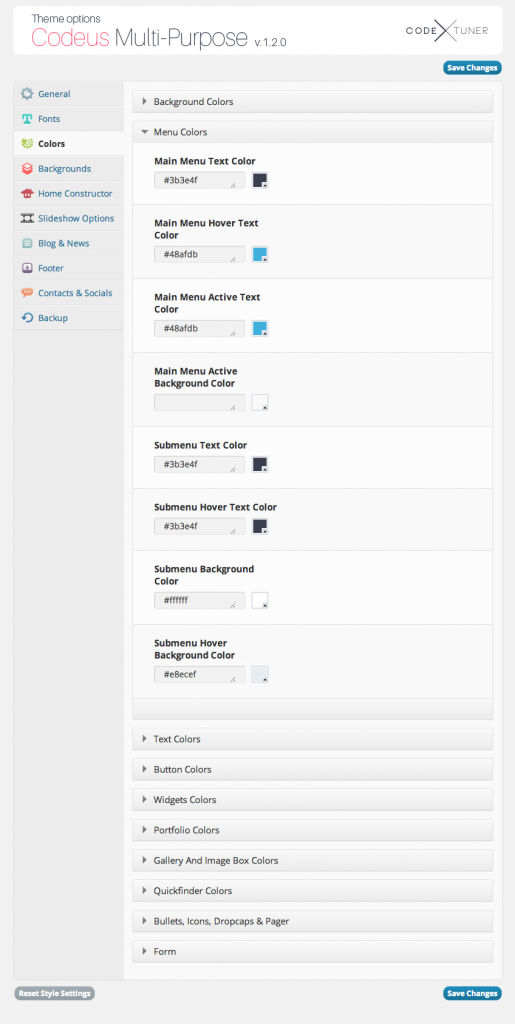 Theme options
Codeus Multi-Purpose v.1.2.0
CODE X TUNER
Save Changes
General
Fonts
Colors
Backgrounds
Home Constructor
Slideshow Options
Blog & News
Footer
Contacts & Socials
Backup
Background Colors
Menu Colors
Main Menu Text Color
#3b3e4f
Main Menu Hover Text
Color
#48afdb
Main Menu Active Text
Color
#48afdb
Main Menu Active
Background Color
Submenu Text Color
#3b3e4f
Submenu Hover Text Color
#3b3e4f
Submenu Background
Color
#ffffff
Submenu Hover
Background Color
#e8ecef
Text Colors
Button Colors
Widgets Colors
Portfolio Colors
Gallery And Image Box Colors
Quickfinder Colors
Bullets, Icons, Dropcaps & Pager
Form
Reset Style Settings
Save Changes